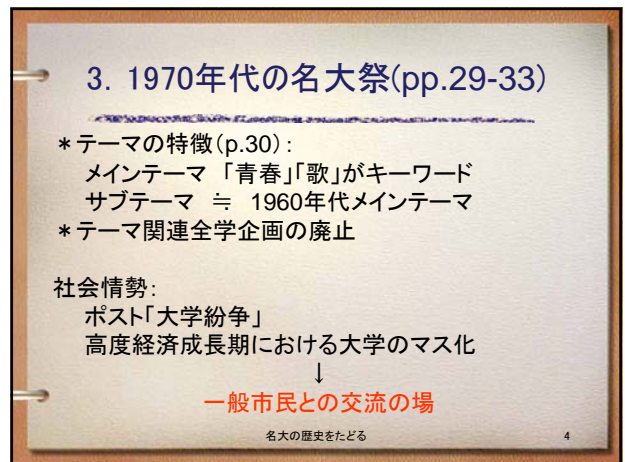 3. 1970年代の名大祭(pp.29-33)
＊テーマの特徴(p.30):
メインテーマ 「青春」「歌」がキーワード
サブテーマ ≒ 1960年代メインテーマ
＊テーマ関連全学企画の廃止
社会情勢:
ポスト「大学紛争」
高度経済成長期における大学のマス化
↓
一般市民との交流の場
名大の歴史をたどる 4